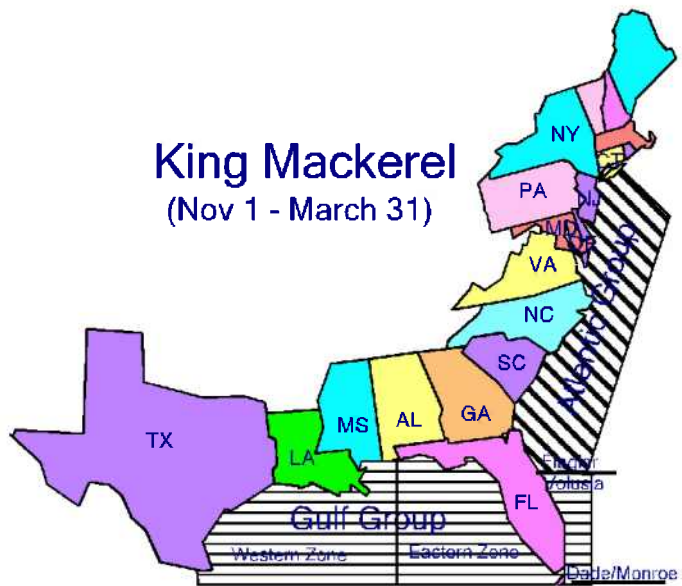 King Mackerel
(Nov 1 - March 31)
NY
PA
NJ
MD
VA
NC
SC
Atlantic Group
TX
LA
MS
AL
GA
FL
Flagler
Volusia
Gulf Group
Western Zone
Eastern Zone
Dade/Monroe